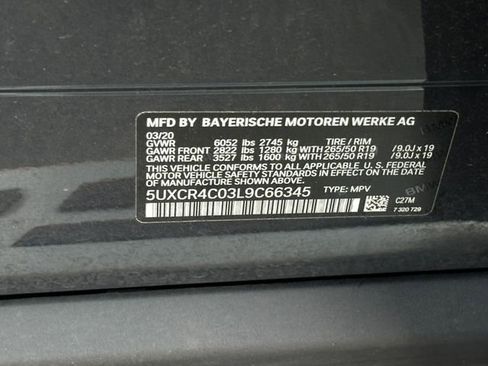 MFD BY BAYERISCHE MOTOREN WERKE AG
03/20
GVWR 6052 lbs 2745 kg TIRE / RIM
GAWR FRONT 2822 lbs 1280 kg WITH 265/50 R19 /9.0J x 19
GAWR REAR 3527 lbs 1600 kg WITH 265/50 R19 /9.0J x 19
THIS VEHICLE CONFORMS TO ALL APPLICABLE U. S. FEDERAL
MOTOR VEHICLE SAFETY STANDARDS IN EFFECT ON THE
DATE OF MANUFACTURE SHOWN ABOVE.
5UXCR4C03L9C66345 TYPE: MPV
C27M
7 320 729